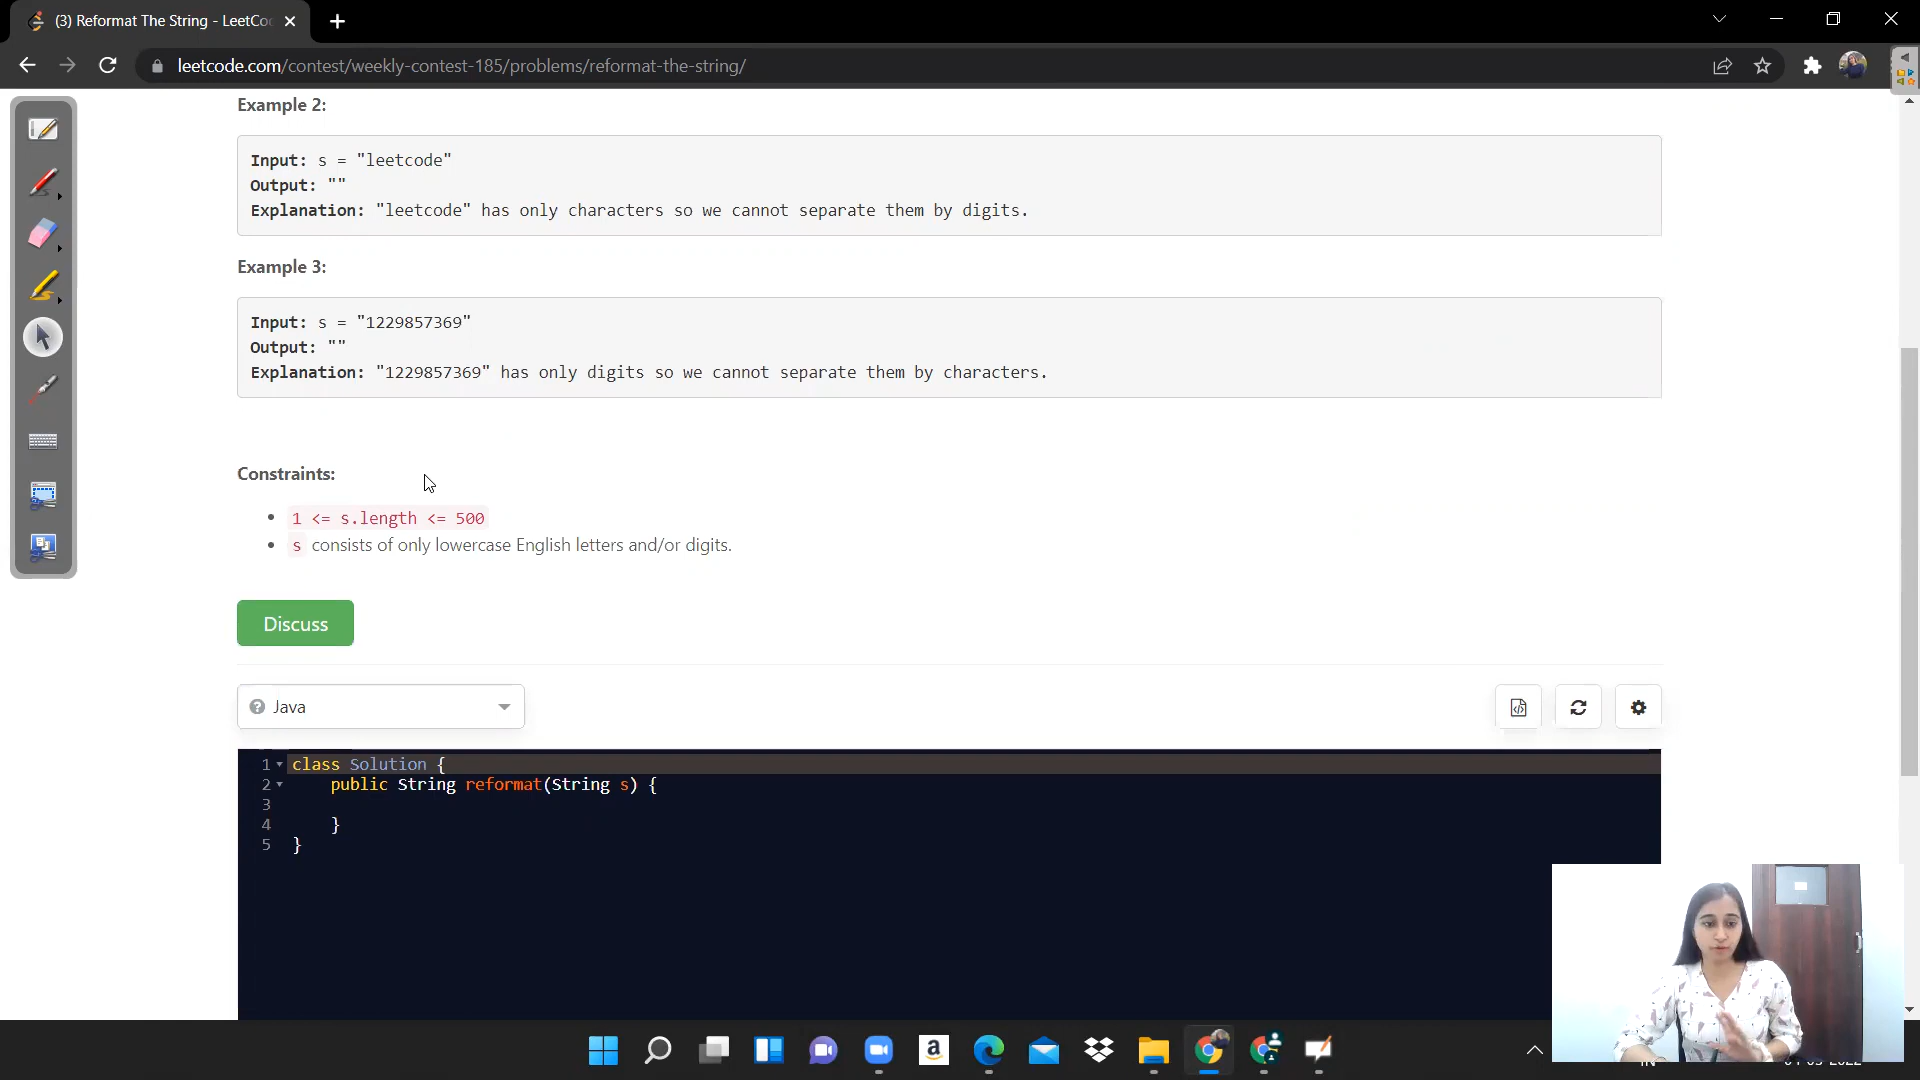 (3) Reformat The String - LeetCo
leetcode.com/contest/weekly-contest-185/problems/reformat-the-string/
Example 2:
Input: s = "leetcode"
Output: ""
Explanation: "leetcode" has only characters so we cannot separate them by digits.
Example 3:
Input: s = "1229857369"
Output: ""
Explanation: "1229857369" has only digits so we cannot separate them by characters.
Constraints:
1 <= s.length <= 500
s consists of only lowercase English letters and/or digits.
Discuss
Java
1 class Solution {
2 public String reformat(String s) {
3
4 }
5 }